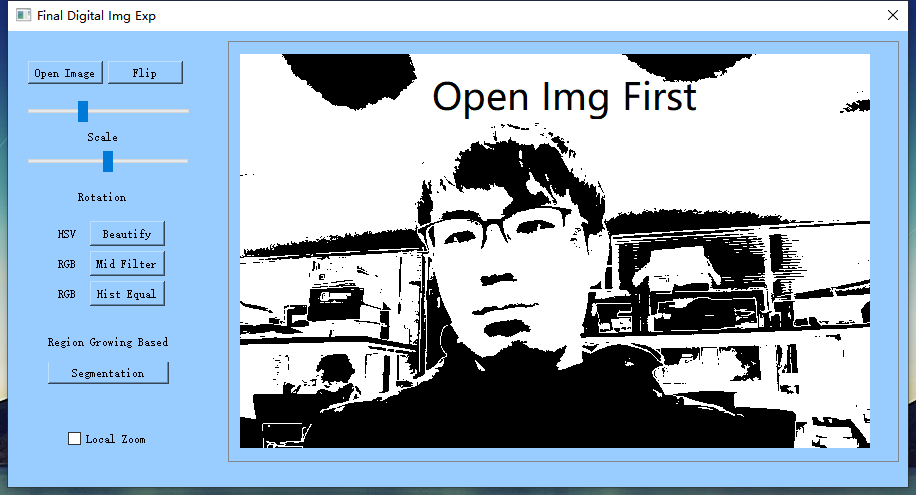 Final Digital Img Exp
Open Image Flip
Scale
Rotation
HSV Beautify
RGB Mid Filter
RGB Hist Equal
Region Growing Based
Segmentation
Local Zoom
Open Img First